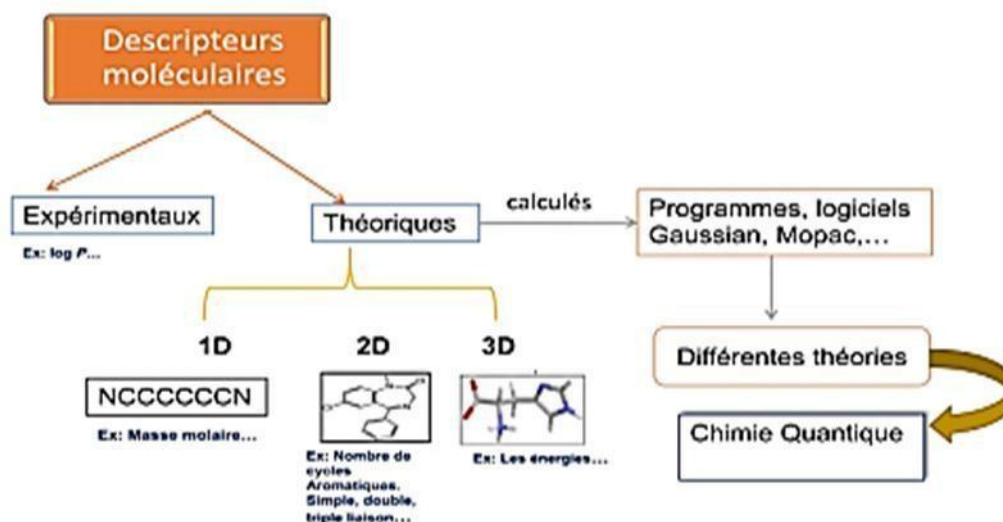 Descripteurs
moléculaires
Expérimentaux
Ex: log P...
Théoriques
calculés
Programmes, logiciels
Gaussian, Mopac,...
1D
2D
3D
Différentes théories
NCCCCCCN
Ex: Masse molaire...
Ex: Nombre de
cycles
Aromatiques.
Simple, double,
triple liaison...
Ex: Les énergies...
Chimie Quantique